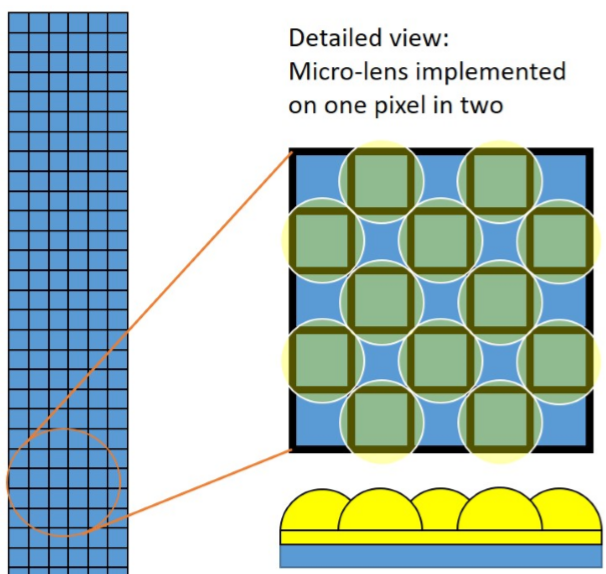 Detailed view:
Micro-lens implemented
on one pixel in two